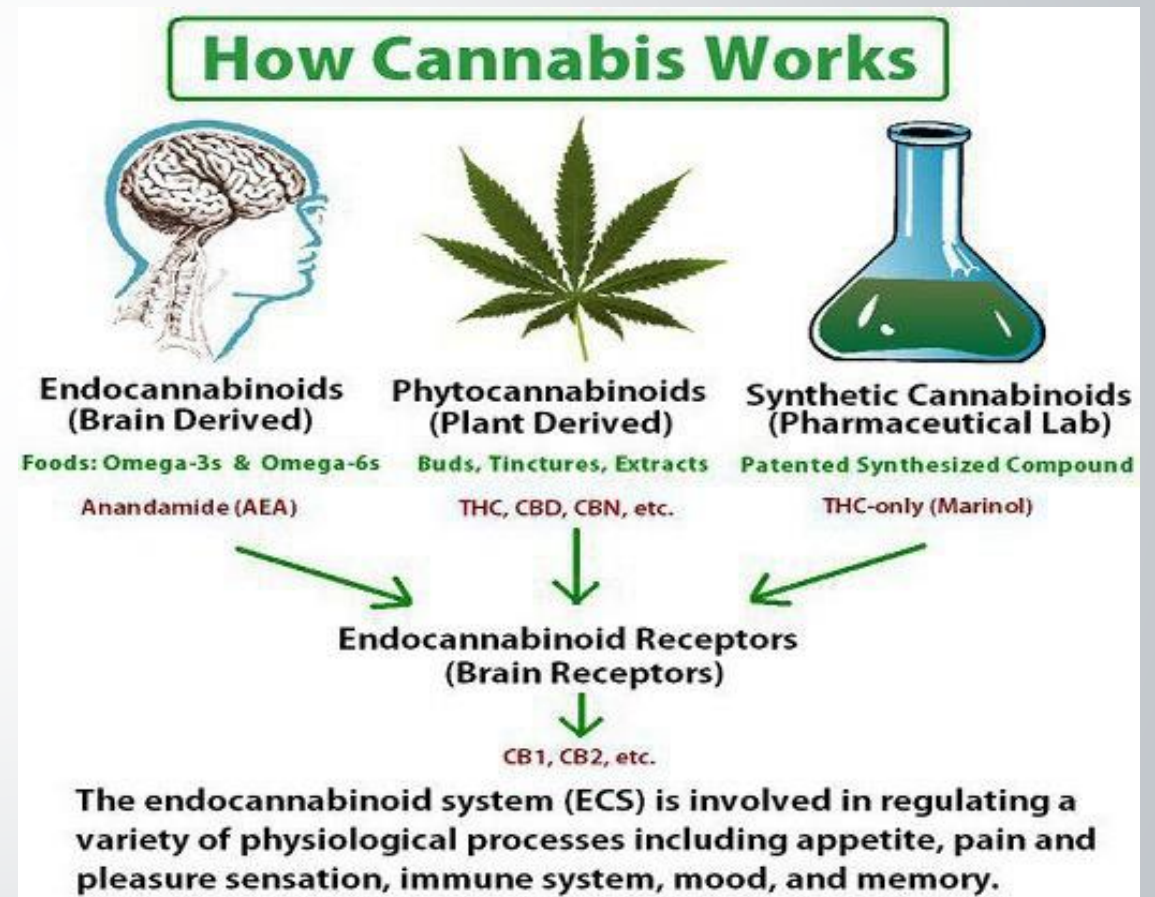 How Cannabis Works
Endocannabinoids
(Brain Derived)
Foods: Omega-3s & Omega-6s
Anandamide (AEA)
Phytocannabinoids
(Plant Derived)
Buds, Tinctures, Extracts
THC, CBD, CBN, etc.
Synthetic Cannabinoids
(Pharmaceutical Lab)
Patented Synthesized Compound
THC-only (Marinol)
Endocannabinoid Receptors
(Brain Receptors)
CB1, CB2, etc.
The endocannabinoid system (ECS) is involved in regulating a
variety of physiological processes including appetite, pain and
pleasure sensation, immune system, mood, and memory.